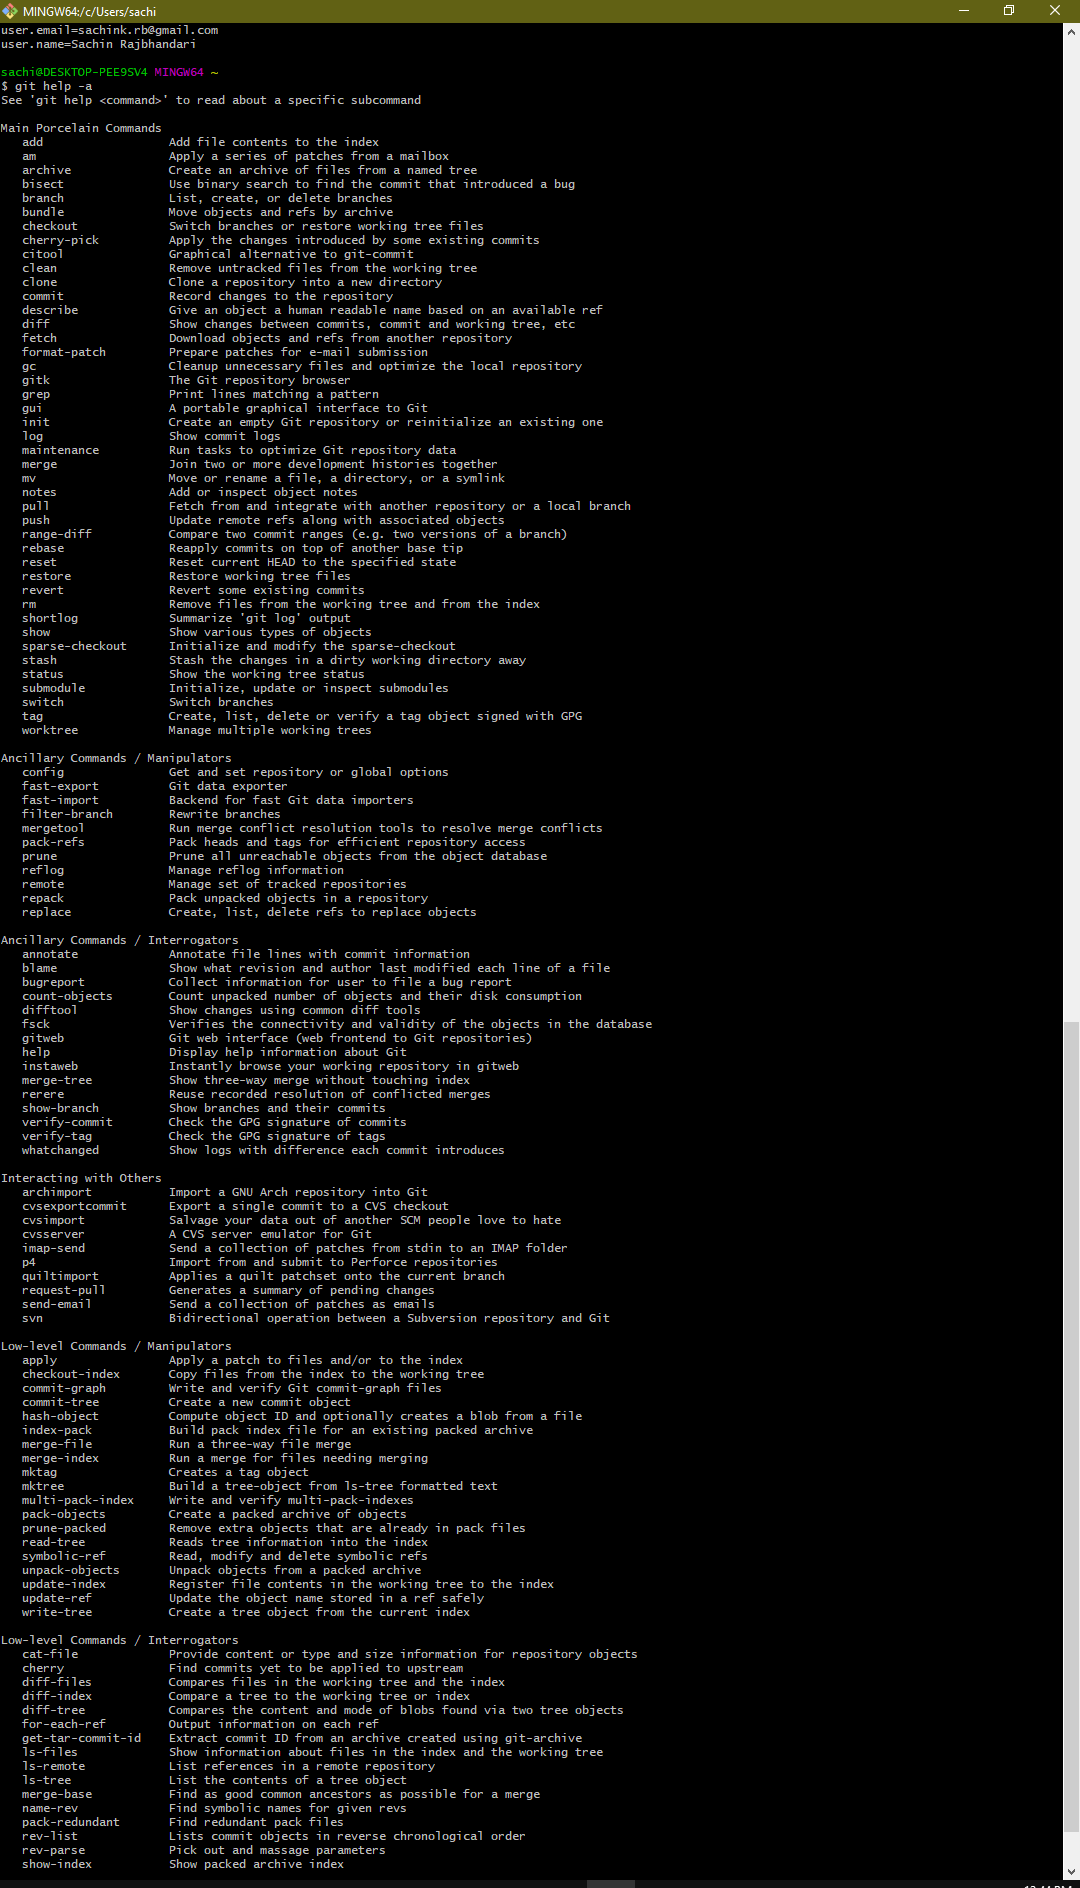 MINGW64:/c/Users/sachi
user.email=sachink.rb@gmail.com
user.name=Sachin Rajbhandari
sachi@DESKTOP-PEE9SV4 MINGW64 ~
$ git help -a
See 'git help <command>' to read about a specific subcommand
Main Porcelain Commands
add Add file contents to the index
am Apply a series of patches from a mailbox
archive Create an archive of files from a named tree
bisect Use binary search to find the commit that introduced a bug
branch List, create, or delete branches
bundle Move objects and refs by archive
checkout Switch branches or restore working tree files
cherry-pick Apply the changes introduced by some existing commits
citool Graphical alternative to git-commit
clean Remove untracked files from the working tree
clone Clone a repository into a new directory
commit Record changes to the repository
describe Give an object a human readable name based on an available ref
diff Show changes between commits, commit and working tree, etc
fetch Download objects and refs from another repository
format-patch Prepare patches for e-mail submission
gc Cleanup unnecessary files and optimize the local repository
gitk The Git repository browser
grep Print lines matching a pattern
gui A portable graphical interface to Git
init Create an empty Git repository or reinitialize an existing one
log Show commit logs
maintenance Run tasks to optimize Git repository data
merge Join two or more development histories together
mv Move or rename a file, a directory, or a symlink
notes Add or inspect object notes
pull Fetch from and integrate with another repository or a local branch
push Update remote refs along with associated objects
range-diff Compare two commit ranges (e.g. two versions of a branch)
rebase Reapply commits on top of another base tip
reset Reset current HEAD to the specified state
restore Restore working tree files
revert Revert some existing commits
rm Remove files from the working tree and from the index
shortlog Summarize 'git log' output
show Show various types of objects
sparse-checkout Initialize and modify the sparse-checkout
stash Stash the changes in a dirty working directory away
status Show the working tree status
submodule Initialize, update or inspect submodules
switch Switch branches
tag Create, list, delete or verify a tag object signed with GPG
worktree Manage multiple working trees
Ancillary Commands / Manipulators
config Get and set repository or global options
fast-export Git data exporter
fast-import Backend for fast Git data importers
filter-branch Rewrite branches
mergetool Run merge conflict resolution tools to resolve merge conflicts
pack-refs Pack heads and tags for efficient repository access
prune Prune all unreachable objects from the object database
reflog Manage reflog information
remote Manage set of tracked repositories
repack Pack unpacked objects in a repository
replace Create, list, delete refs to replace objects
Ancillary Commands / Interrogators
annotate Annotate file lines with commit information
blame Show what revision and author last modified each line of a file
bugreport Collect information for user to file a bug report
count-objects Count unpacked number of objects and their disk consumption
difftool Show changes using common diff tools
fsck Verifies the connectivity and validity of the objects in the database
gitweb Git web interface (web frontend to Git repositories)
help Display help information about Git
instaweb Instantly browse your working repository in gitweb
merge-tree Show three-way merge without touching index
rerere Reuse recorded resolution of conflicted merges
show-branch Show branches and their commits
verify-commit Check the GPG signature of commits
verify-tag Check the GPG signature of tags
whatchanged Show logs with difference each commit introduces
Interacting with Others
archimport Import a GNU Arch repository into Git
cvsexportcommit Export a single commit to a CVS checkout
cvsimport Salvage your data out of another SCM people love to hate
cvsserver A CVS server emulator for Git
imap-send Send a collection of patches from stdin to an IMAP folder
p4 Import from and submit to Perforce repositories
quiltimport Applies a quilt patchset onto the current branch
request-pull Generates a summary of pending changes
send-email Send a collection of patches as emails
svn Bidirectional operation between a Subversion repository and Git
Low-level Commands / Manipulators
apply Apply a patch to files and/or to the index
checkout-index Copy files from the index to the working tree
commit-graph Write and verify Git commit-graph files
commit-tree Create a new commit object
hash-object Compute object ID and optionally creates a blob from a file
index-pack Build pack index file for an existing packed archive
merge-file Run a three-way file merge
merge-index Run a merge for files needing merging
mktag Creates a tag object
mktree Build a tree-object from ls-tree formatted text
multi-pack-index Write and verify multi-pack-indexes
pack-objects Create a packed archive of objects
prune-packed Remove extra objects that are already in pack files
read-tree Reads tree information into the index
symbolic-ref Read, modify and delete symbolic refs
unpack-objects Unpack objects from a packed archive
update-index Register file contents in the working tree to the index
update-ref Update the object name stored in a ref safely
write-tree Create a tree object from the current index
Low-level Commands / Interrogators
cat-file Provide content or type and size information for repository objects
cherry Find commits yet to be applied to upstream
diff-files Compares files in the working tree and the index
diff-index Compare a tree to the working tree or index
diff-tree Compares the content and mode of blobs found via two tree objects
for-each-ref Output information on each ref
get-tar-commit-id Extract commit ID from an archive created using git-archive
ls-files Show information about files in the index and the working tree
ls-remote List references in a remote repository
ls-tree List the contents of a tree object
merge-base Find as good common ancestors as possible for a merge
name-rev Find symbolic names for given revs
pack-redundant Find redundant pack files
rev-list Lists commit objects in reverse chronological order
rev-parse Pick out and massage parameters
show-index Show packed archive index